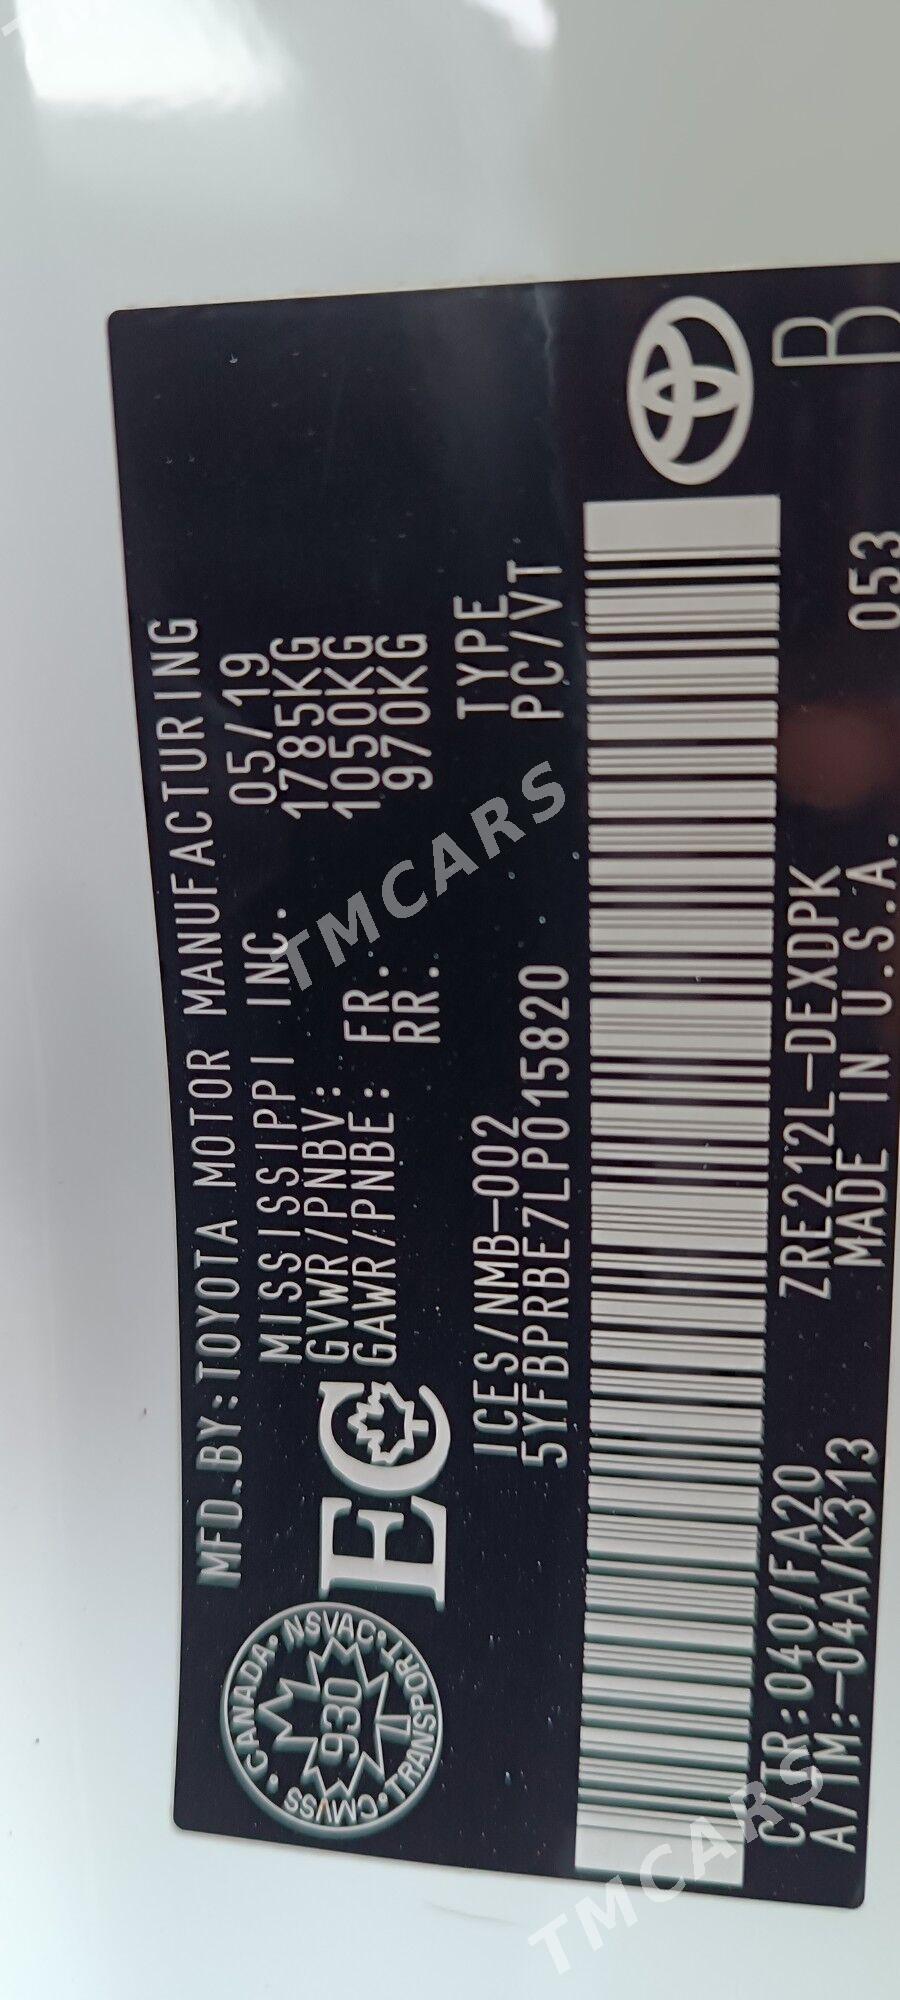 MFD.BY:TOYOTA MOTOR MANUFACTURING
MISSISSIPPI INC. 05/19
GVWR/PNBV: 1785KG
GAWR/PNBE: FR. 1050KG
RR. 970KG
CANADA • NSVAC • TRANSPORT • CMVSS •
930
EC
ICES/NMB-002 TYPE
5YFBPRBE7LP015820 PC/VT
C/TR:040/FA20 ZRE212L-DEXDPK B
A/TM:-04A/K313 MADE IN U.S.A. 053
TMCARS
TMCARS